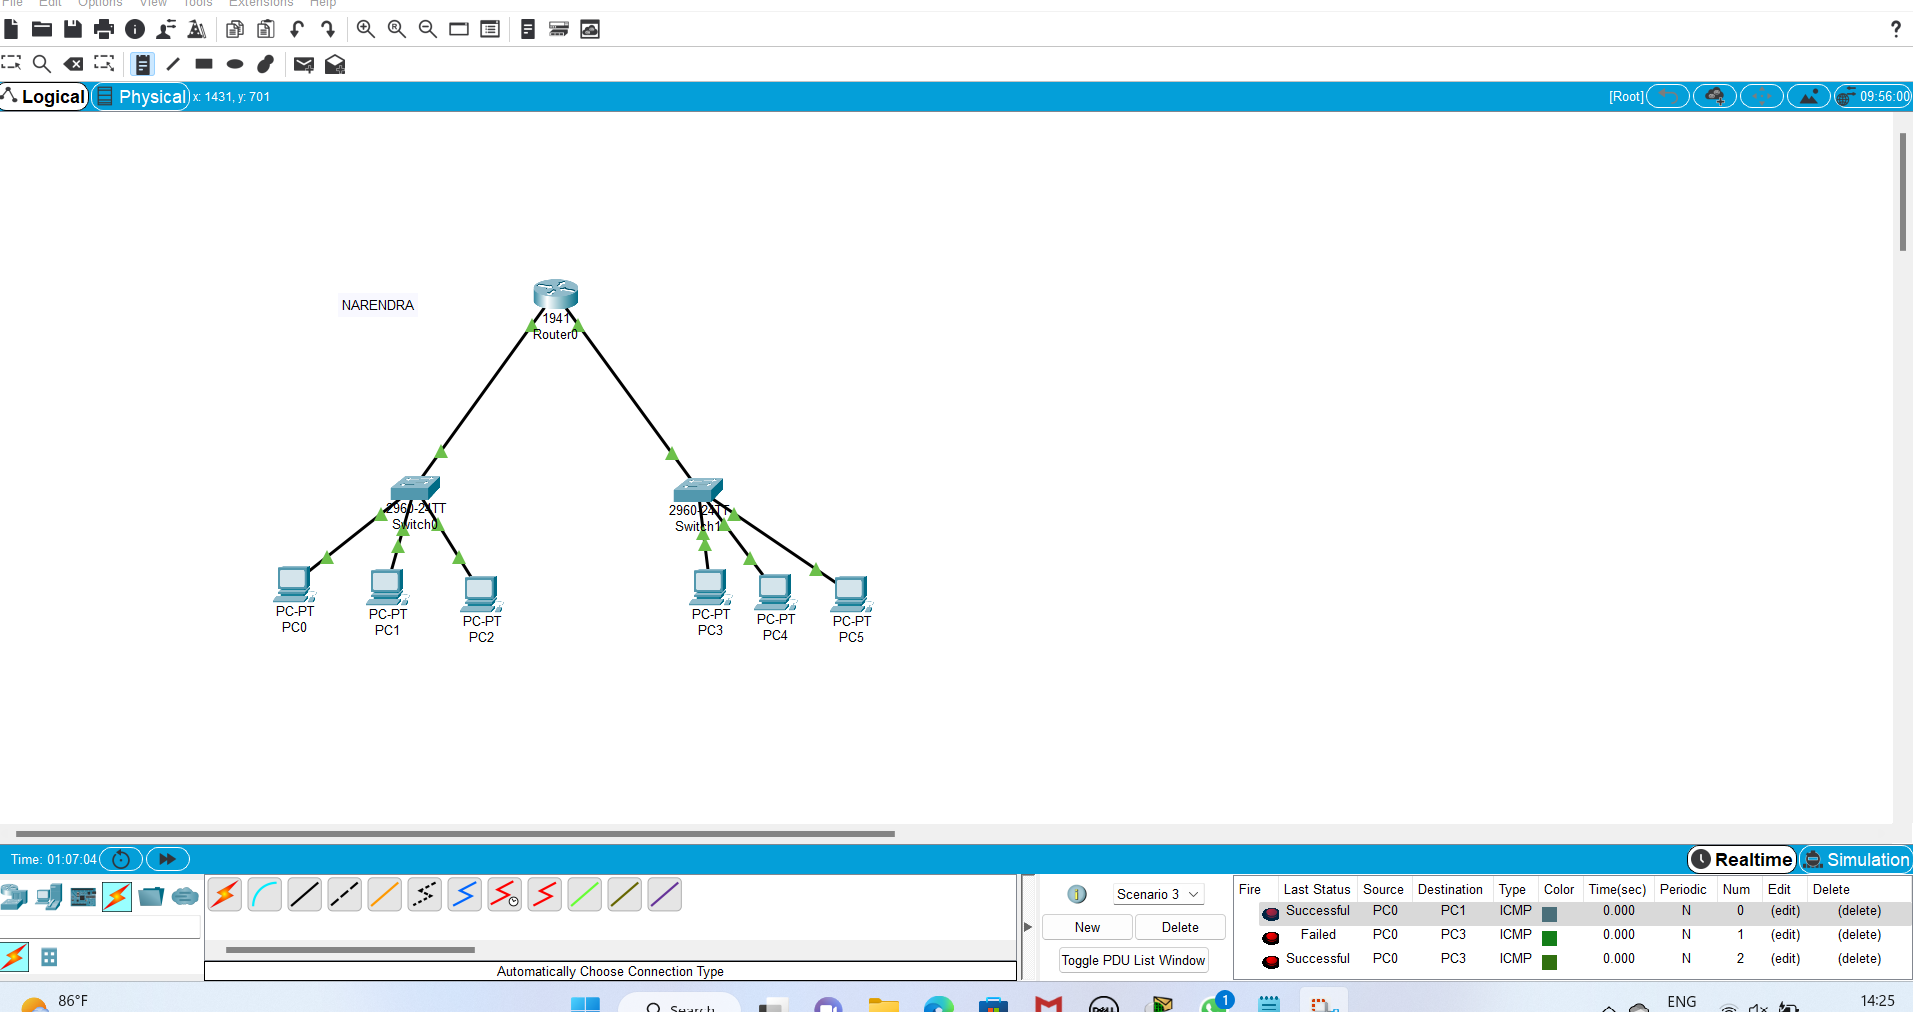 File Edit Options View Tools Extensions Help
?
Logical Physical x: 1431, y: 701 [Root] 09:56:00
NARENDRA
1941
Router0
2960-24TT
Switch0
2960-24TT
Switch1
PC-PT
PC0
PC-PT
PC1
PC-PT
PC2
PC-PT
PC3
PC-PT
PC4
PC-PT
PC5
Time: 01:07:04 Realtime Simulation
Automatically Choose Connection Type
Scenario 3
New Delete
Toggle PDU List Window
Fire Last Status Source Destination Type Color Time(sec) Periodic Num Edit Delete
Successful PC0 PC1 ICMP 0.000 N 0 (edit) (delete)
Failed PC0 PC3 ICMP 0.000 N 1 (edit) (delete)
Successful PC0 PC3 ICMP 0.000 N 2 (edit) (delete)
86°F Search 1 ENG 14:25